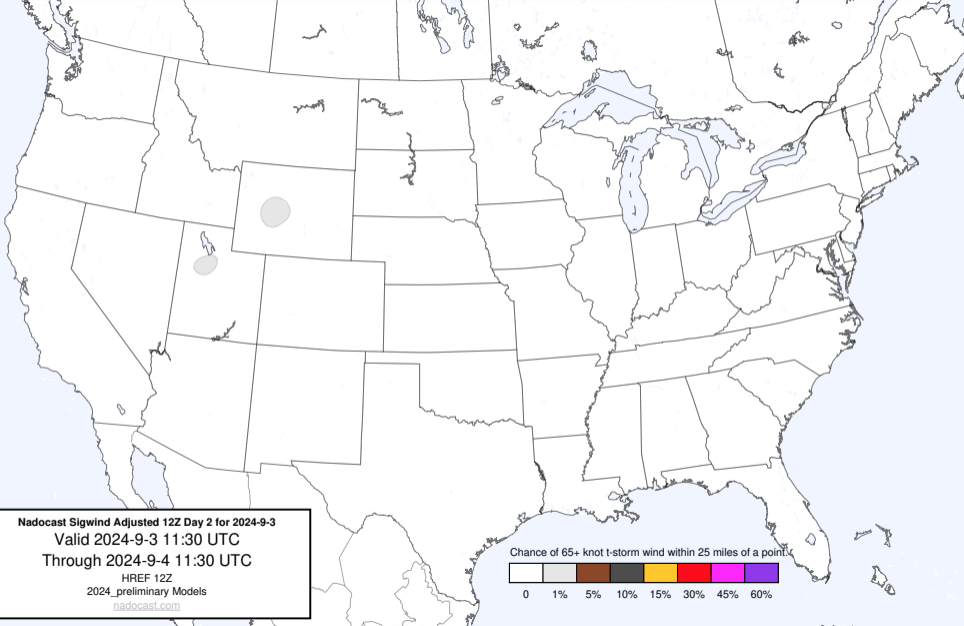 Nadocast Sigwind Adjusted 12Z Day 2 for 2024-9-3
Valid 2024-9-3 11:30 UTC
Through 2024-9-4 11:30 UTC
HREF 12Z
2024_preliminary Models
nadocast.com
Chance of 65+ knot t-storm wind within 25 miles of a point.
0 1% 5% 10% 15% 30% 45% 60%